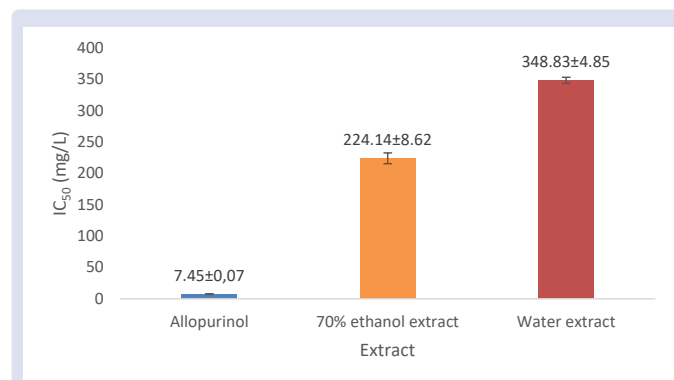 400
350
300
250
200
150
100
50
0
IC₅₀ (mg/L)
7.45±0,07
224.14±8.62
348.83±4.85
Allopurinol
70% ethanol extract
Water extract
Extract